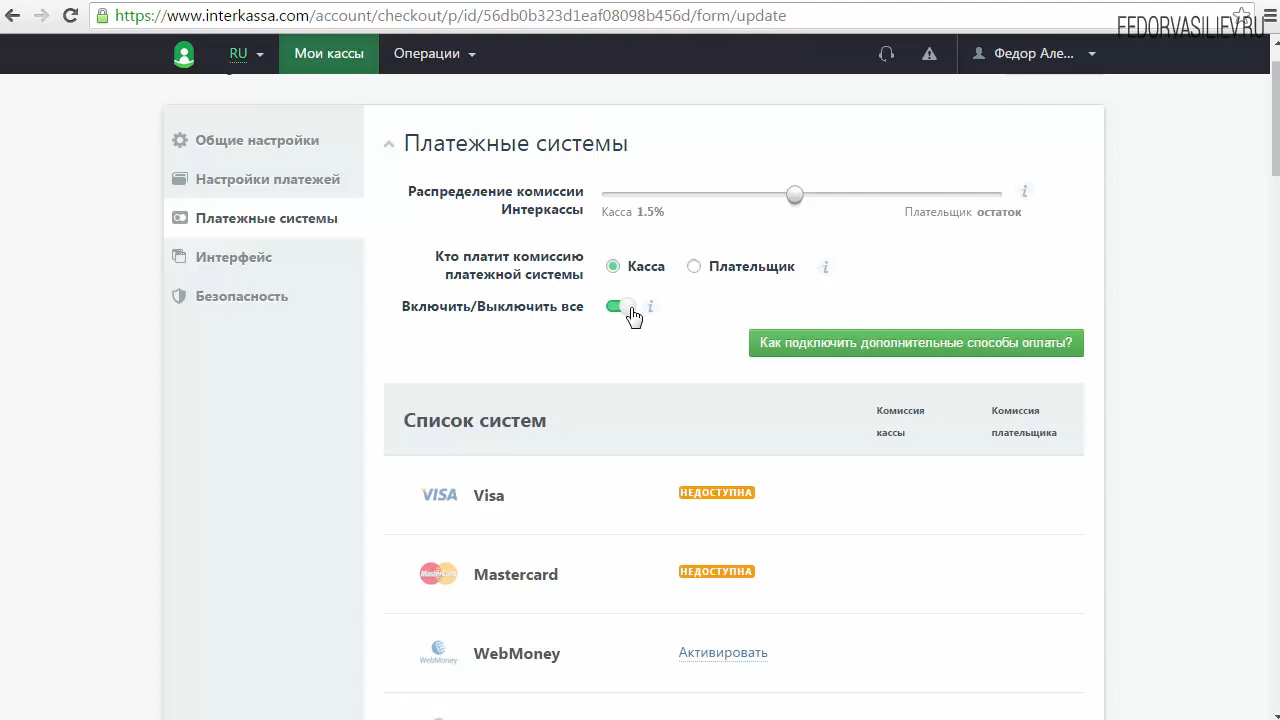 https://www.interkassa.com/account/checkout/p/id/56db0b323d1eaf08098b456d/form/update
FEDORVASILIEV.RU
RU
Мои кассы
Операции
Федор Але...
Общие настройки
Настройки платежей
Платежные системы
Интерфейс
Безопасность
Платежные системы
Распределение комиссии
Интеркассы
Касса 1.5%
Плательщик остаток
Кто платит комиссию
платежной системы
Касса
Плательщик
Включить/Выключить все
Как подключить дополнительные способы оплаты?
Список систем
Комиссия
кассы
Комиссия
плательщика
VISA
Visa
НЕДОСТУПНА
MasterCard
Mastercard
НЕДОСТУПНА
WebMoney
WebMoney
Активировать